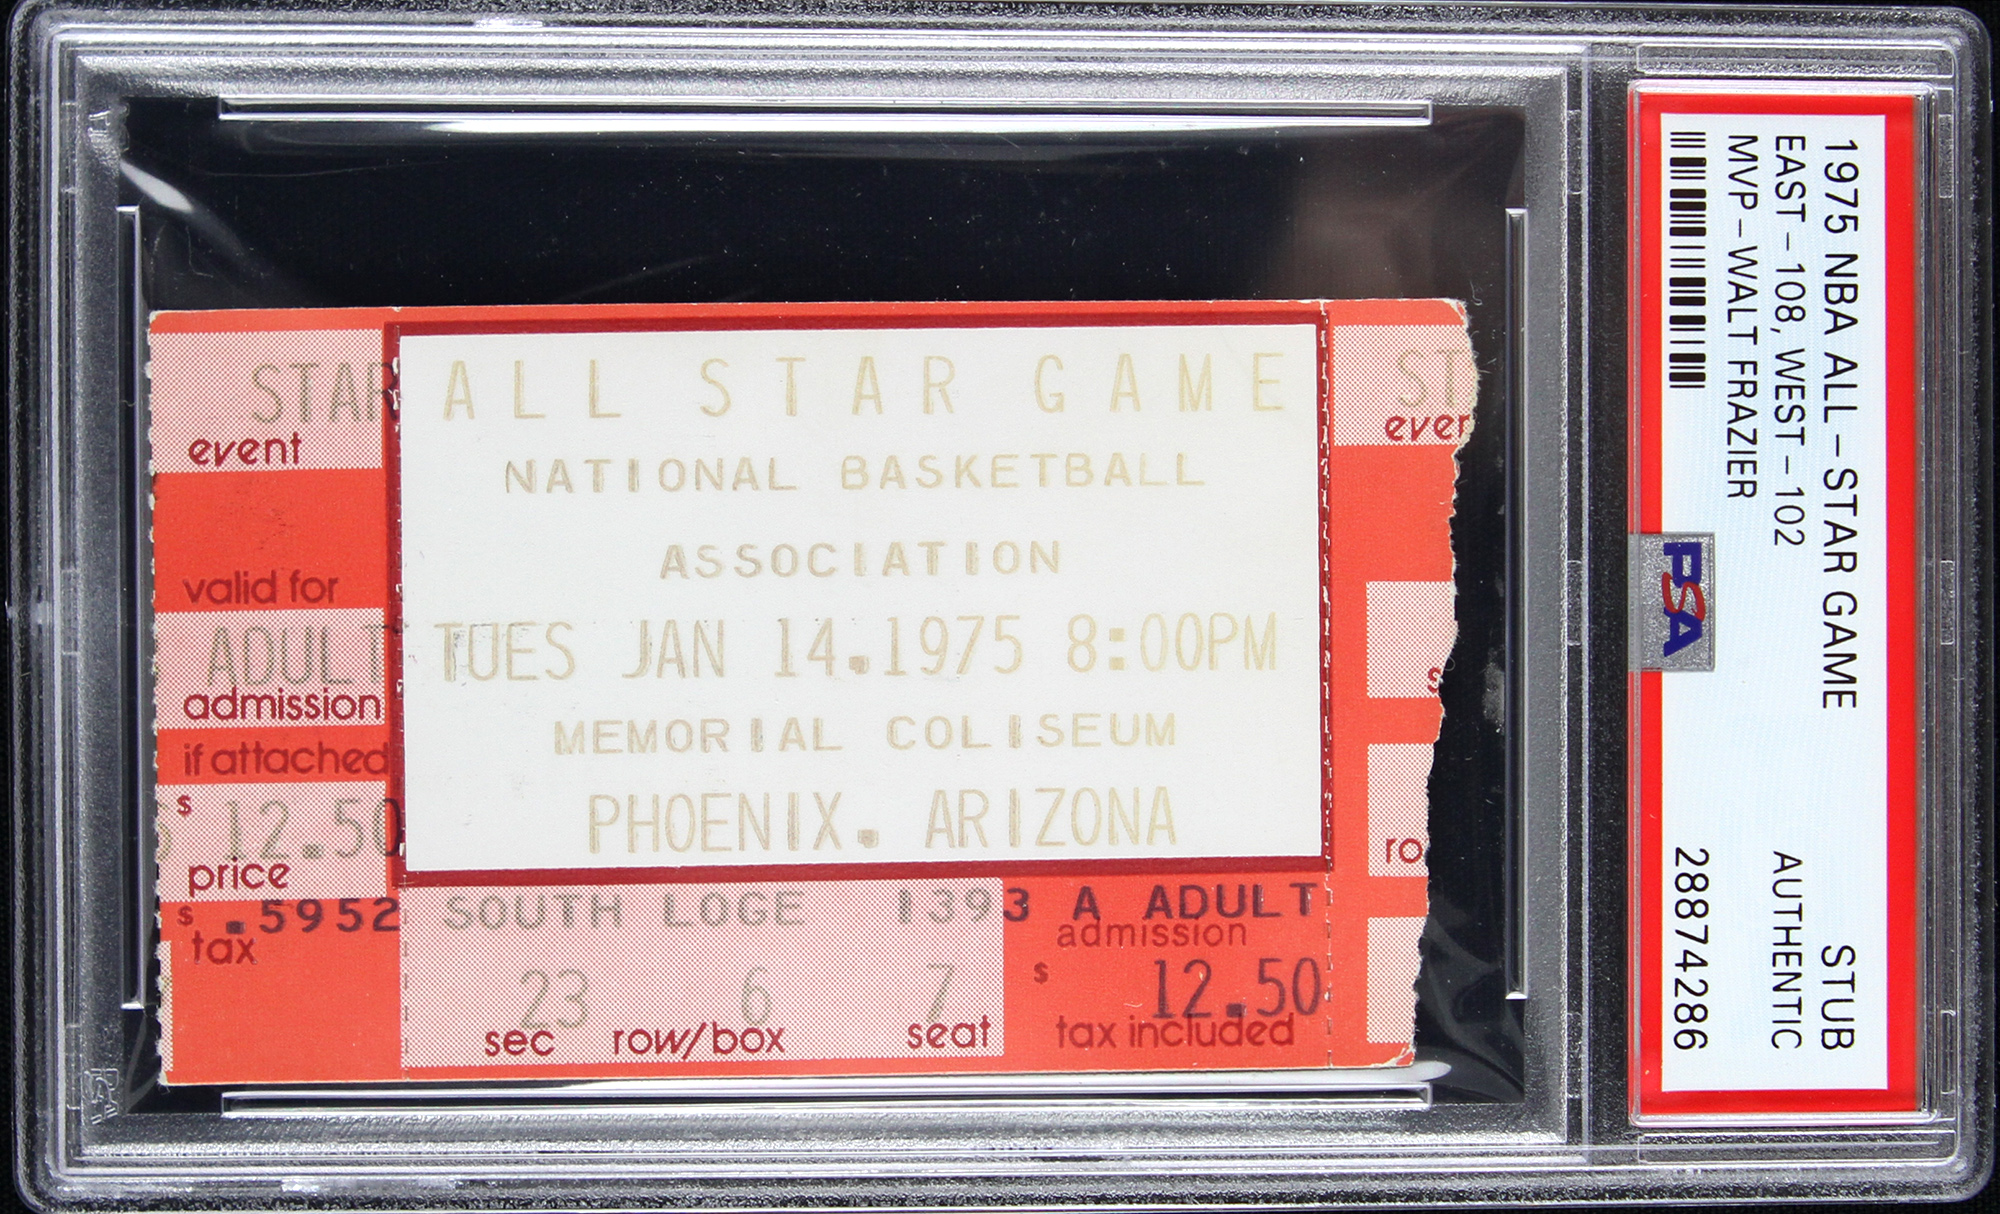 STAR
event
valid for
ADULT
admission
if attached
$ 12.50
price
$ .5952
tax
ALL STAR GAME
NATIONAL BASKETBALL
ASSOCIATION
TUES JAN 14.1975 8:00PM
MEMORIAL COLISEUM
PHOENIX. ARIZONA
SOUTH LOGE 1393 A ADULT
admission
23 6 7 $ 12.50
sec row/box seat tax included
ST
even
$
ro
1975 NBA ALL-STAR GAME STUB
EAST-108, WEST-102 AUTHENTIC
MVP-WALT FRAZIER
28874286
PSA